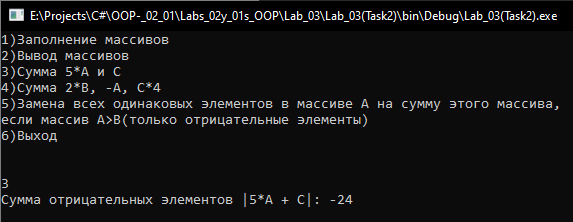 E:\Projects\C#\OOP-_02_01\Labs_02y_01s_OOP\Lab_03\Lab_03(Task2)\bin\Debug\Lab_03(Task2).exe
1)Заполнение массивов
2)Вывод массивов
3)Сумма 5*A и C
4)Сумма 2*B, -A, C*4
5)Замена всех одинаковых элементов в массиве A на сумму этого массива,
если массив A>B(только отрицательные элементы)
6)Выход
3
Сумма отрицательных элементов |5*A + C|: -24